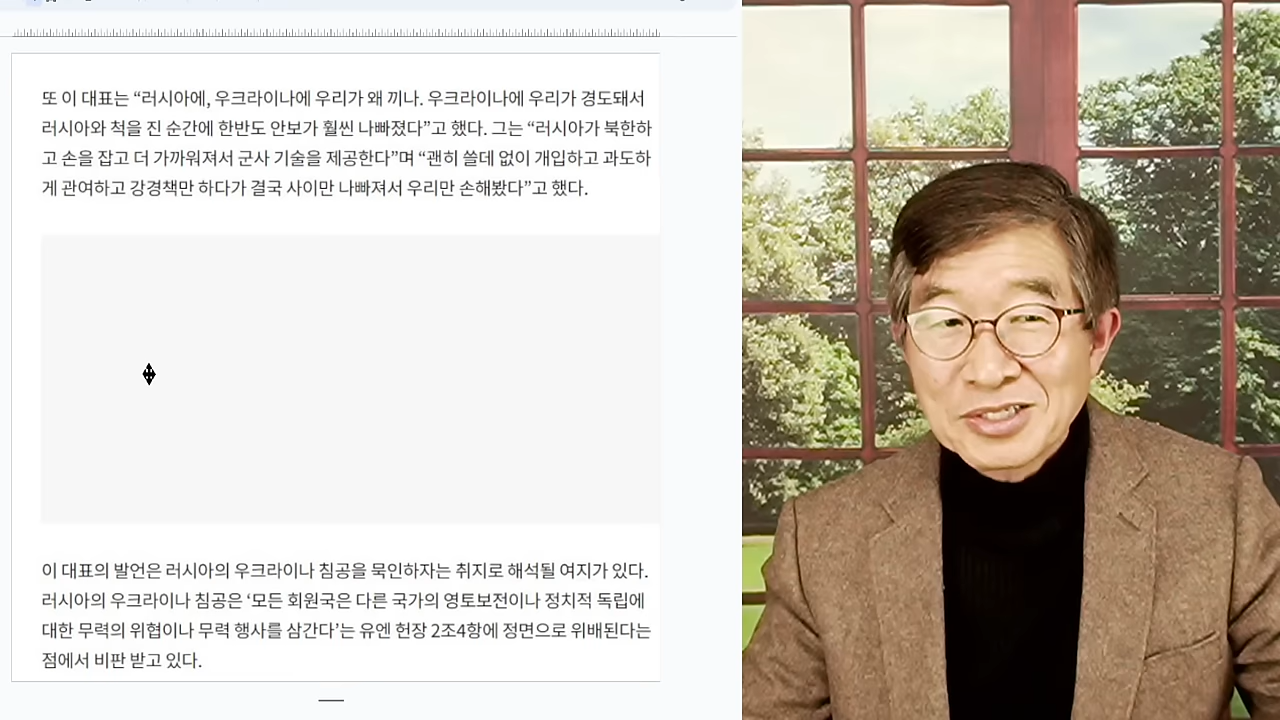 또 이 대표는 “러시아에, 우크라이나에 우리가 왜 끼나. 우크라이나에 우리가 경도돼서
러시아와 척을 진 순간에 한반도 안보가 훨씬 나빠졌다”고 했다. 그는 “러시아가 북한하
고 손을 잡고 더 가까워져서 군사 기술을 제공한다”며 “괜히 쓸데 없이 개입하고 과도하
게 관여하고 강경책만 하다가 결국 사이만 나빠져서 우리만 손해봤다”고 했다.
이 대표의 발언은 러시아의 우크라이나 침공을 묵인하자는 취지로 해석될 여지가 있다.
러시아의 우크라이나 침공은 ‘모든 회원국은 다른 국가의 영토보전이나 정치적 독립에
대한 무력의 위협이나 무력 행사를 삼간다’는 유엔 헌장 2조4항에 정면으로 위배된다는
점에서 비판 받고 있다.